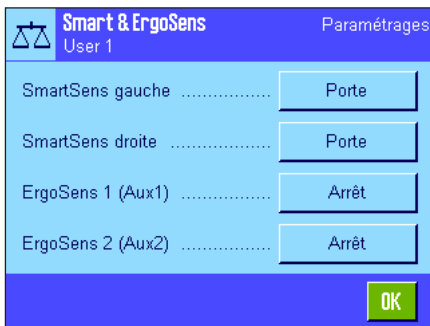 Smart & ErgoSens Paramétrages
User 1
SmartSens gauche ................ Porte
SmartSens droite ................. Porte
ErgoSens 1 (Aux1) ............... Arrêt
ErgoSens 2 (Aux2) ............... Arrêt
OK